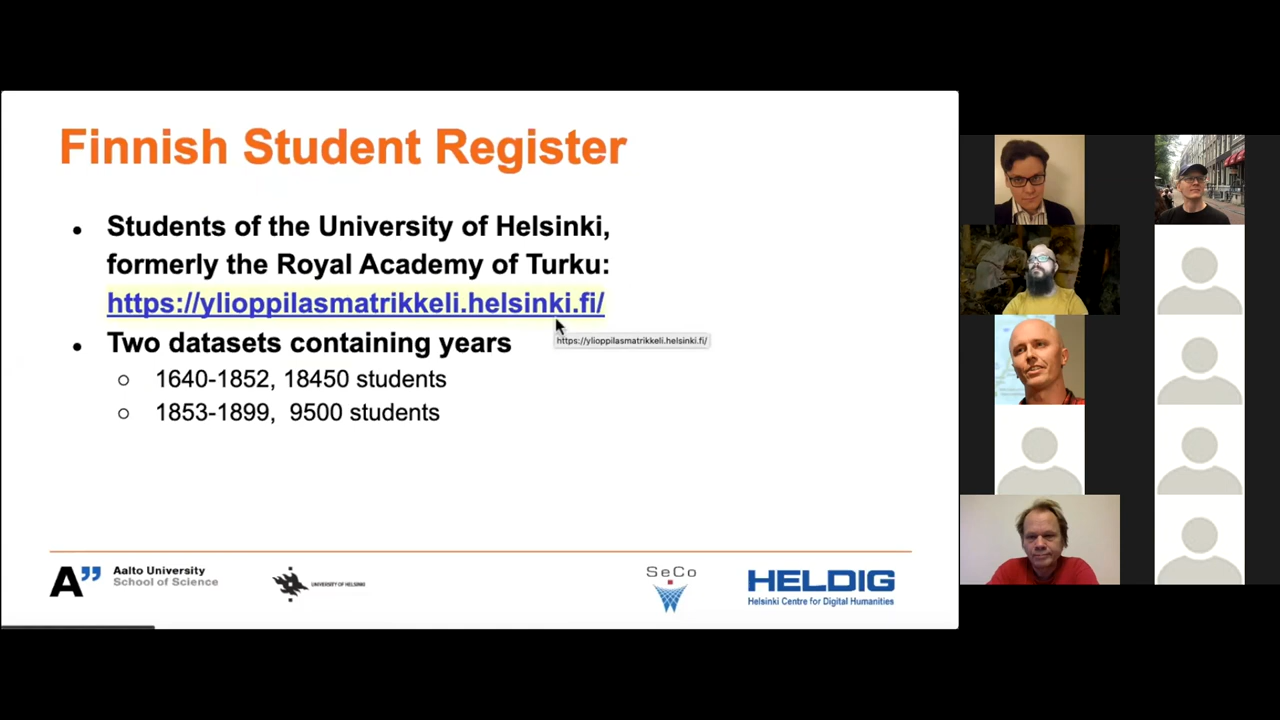 Finnish Student Register
● Students of the University of Helsinki,
formerly the Royal Academy of Turku:
https://ylioppilasmatrikkeli.helsinki.fi/
https://ylioppilasmatrikkeli.helsinki.fi/
● Two datasets containing years
○ 1640-1852, 18450 students
○ 1853-1899, 9500 students
A”
Aalto University
School of Science
UNIVERSITY OF HELSINKI
SeCo
HELDIG
Helsinki Centre for Digital Humanities